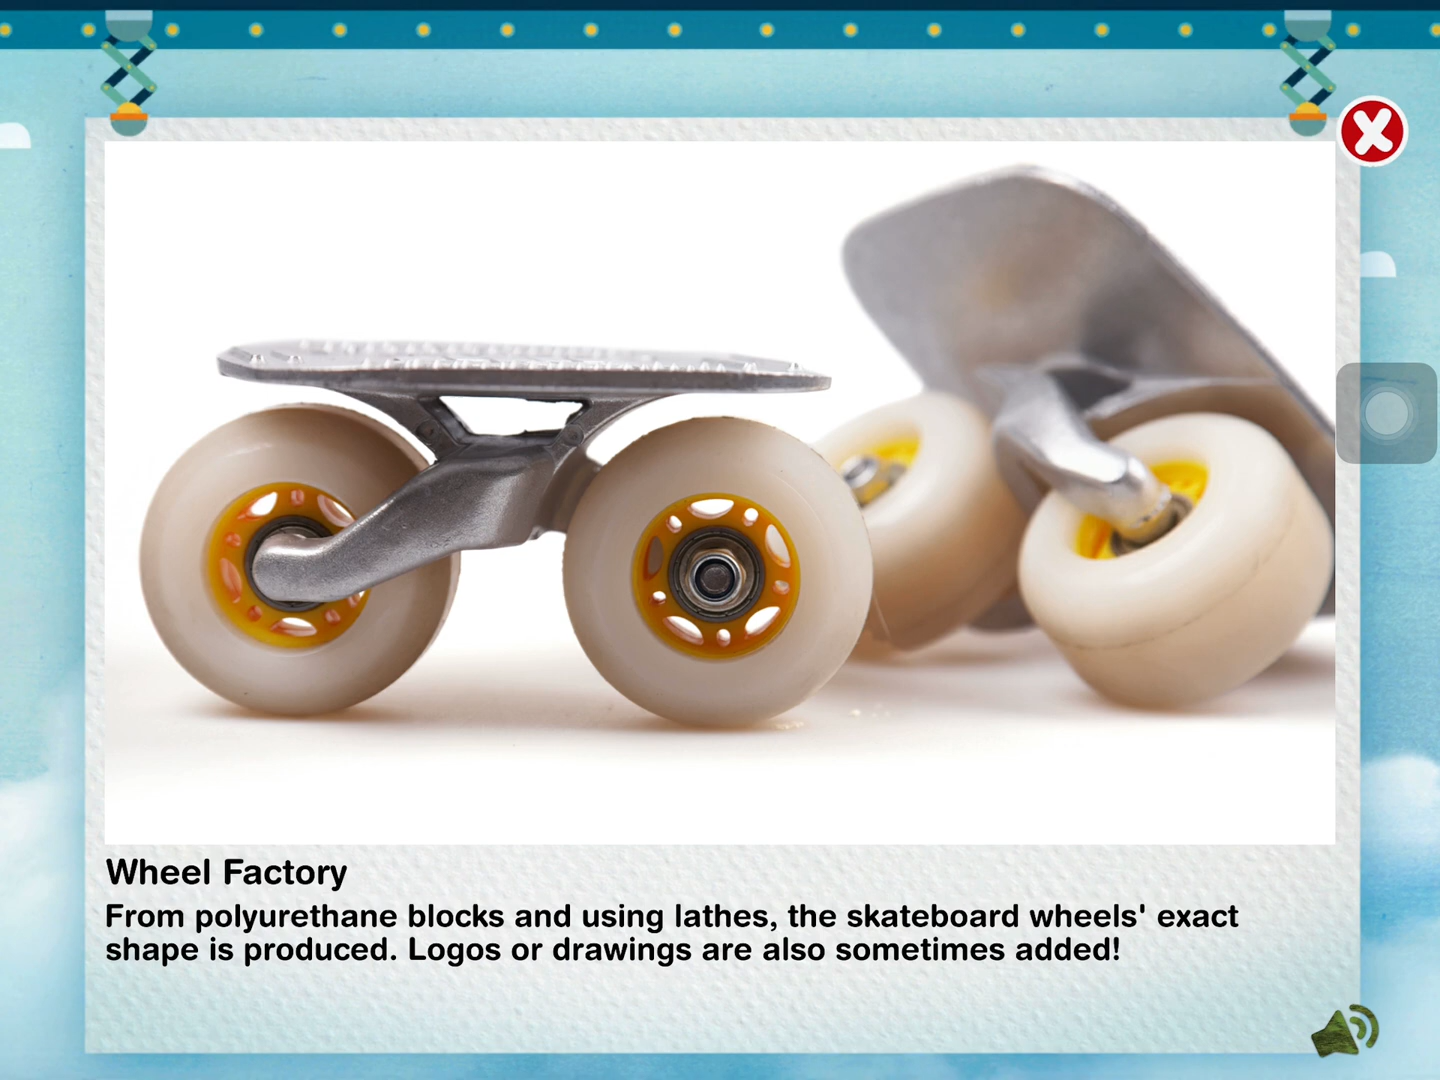 Wheel Factory
From polyurethane blocks and using lathes, the skateboard wheels' exact
shape is produced. Logos or drawings are also sometimes added!